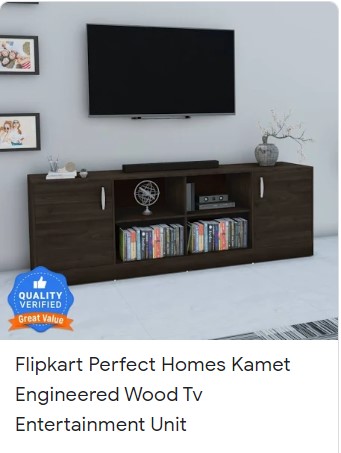 QUALITY
VERIFIED
Great Value
Flipkart Perfect Homes Kamet
Engineered Wood Tv
Entertainment Unit